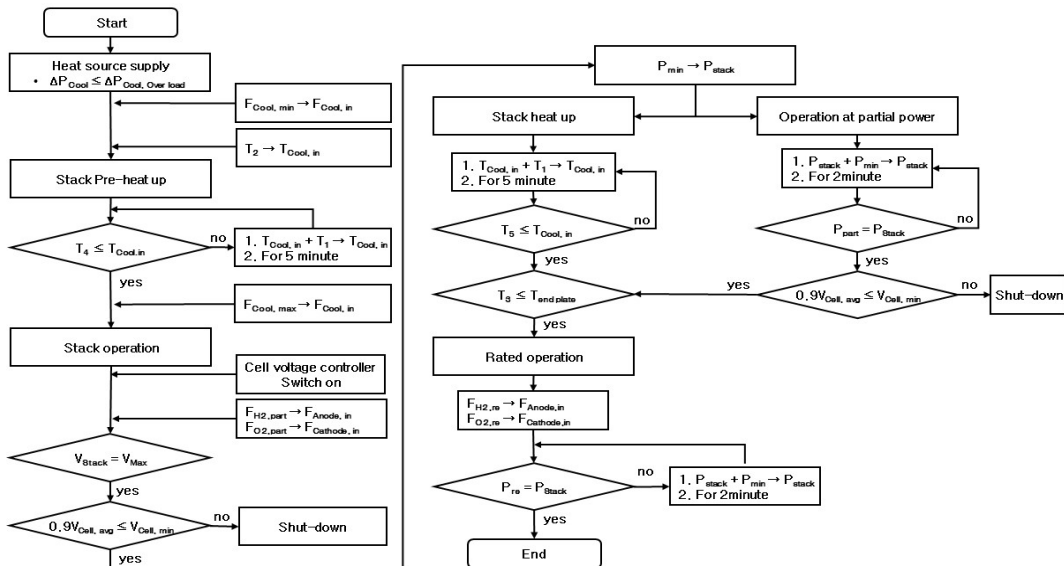 Start
Heat source supply
• ΔP_Cool ≤ ΔP_Cool, Over load
F_Cool, min → F_Cool, in
T_2 → T_Cool, in
Stack Pre-heat up
T_4 ≤ T_Cool.in
no
1. T_Cool, in + T_1 → T_Cool, in
2. For 5 minute
yes
F_Cool, max → F_Cool, in
Stack operation
Cell voltage controller
Switch on
F_H2,part → F_Anode, in
F_O2,part → F_Cathode, in
V_Stack = V_Max
yes
0.9V_Cell, avg ≤ V_Cell, min
no
Shut-down
yes
P_min → P_stack
Stack heat up
1. T_Cool, in + T_1 → T_Cool, in
2. For 5 minute
T_5 ≤ T_Cool, in
no
yes
T_3 ≤ T_end plate
yes
Operation at partial power
1. P_stack + P_min → P_stack
2. For 2minute
P_part = P_Stack
no
yes
0.9V_Cell, avg ≤ V_Cell, min
yes
no
Shut-down
Rated operation
F_H2,re → F_Anode,in
F_O2,re → F_Cathode,in
P_re = P_Stack
no
1. P_stack + P_min → P_stack
2. For 2minute
yes
End